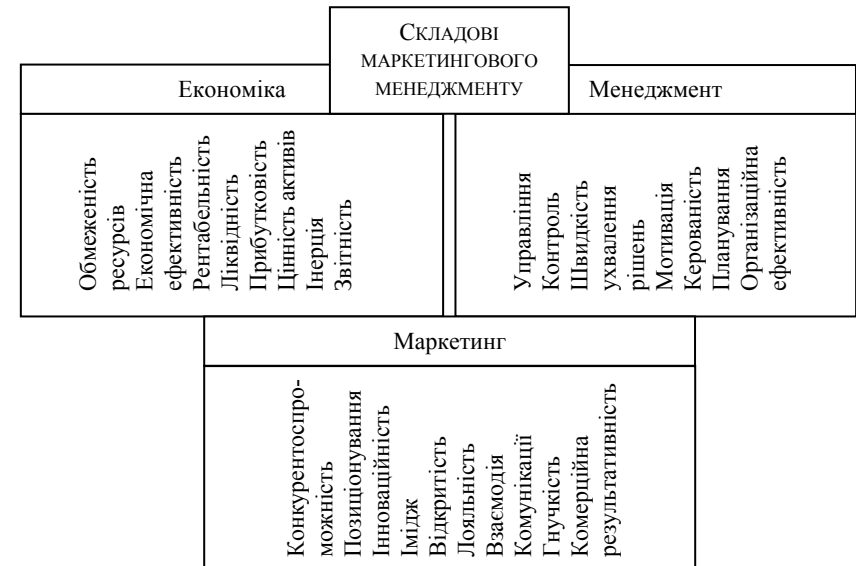 СКЛАДОВІ
МАРКЕТИНГОВОГО
МЕНЕДЖМЕНТУ
Економіка
Менеджмент
Обмеженість
ресурсів
Економічна
ефективність
Рентабельність
Ліквідність
Прибутковість
Цінність активів
Інерція
Звітність
Управління
Контроль
Швидкість
ухвалення
рішень
Мотивація
Керованість
Планування
Організаційна
ефективність
Маркетинг
Конкурентоспро-
можність
Позиціонування
Інноваційність
Імідж
Відкритість
Лояльність
Взаємодія
Комунікації
Гнучкість
Комерційна
результативність